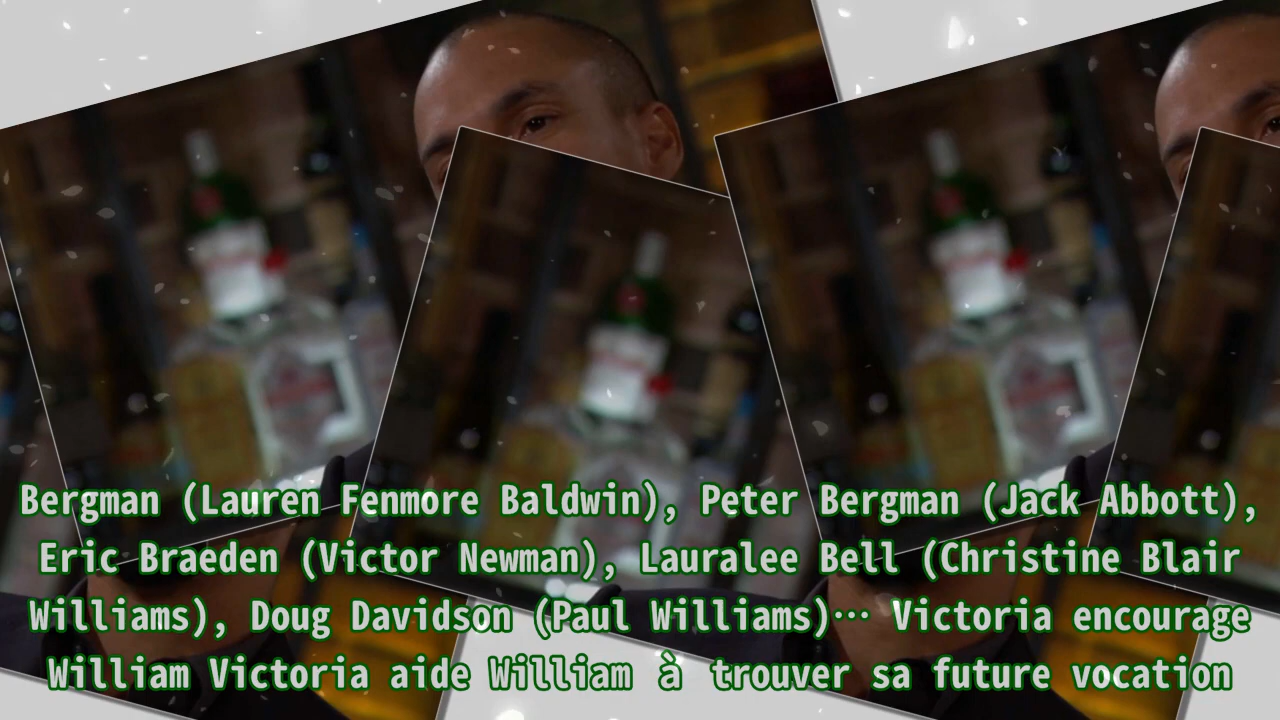 Bergman (Lauren Fenmore Baldwin), Peter Bergman (Jack Abbott),
Eric Braeden (Victor Newman), Lauralee Bell (Christine Blair
Williams), Doug Davidson (Paul Williams)… Victoria encourage
William Victoria aide William à trouver sa future vocation